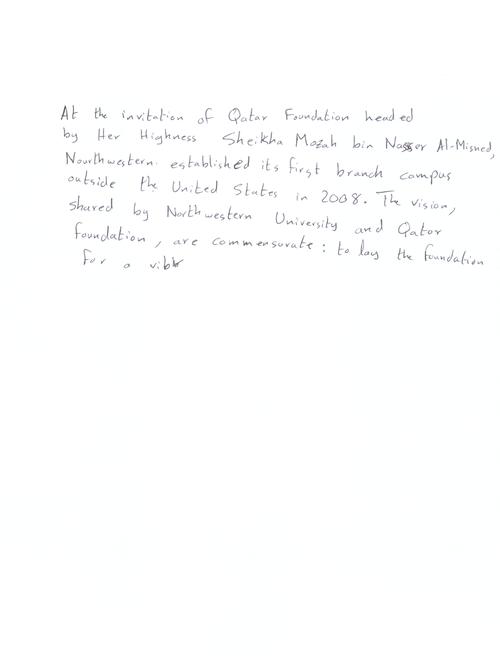 At the invitation of Qatar Foundation headed
by Her Highness Sheikha Mozah bin Nasser Al-Misned,
Nourthwestern. established its first branch campus
outside the United States in 2008. The vision,
shared by Northwestern University and Qatar
foundation, are commensurate: to lay the foundation
for a